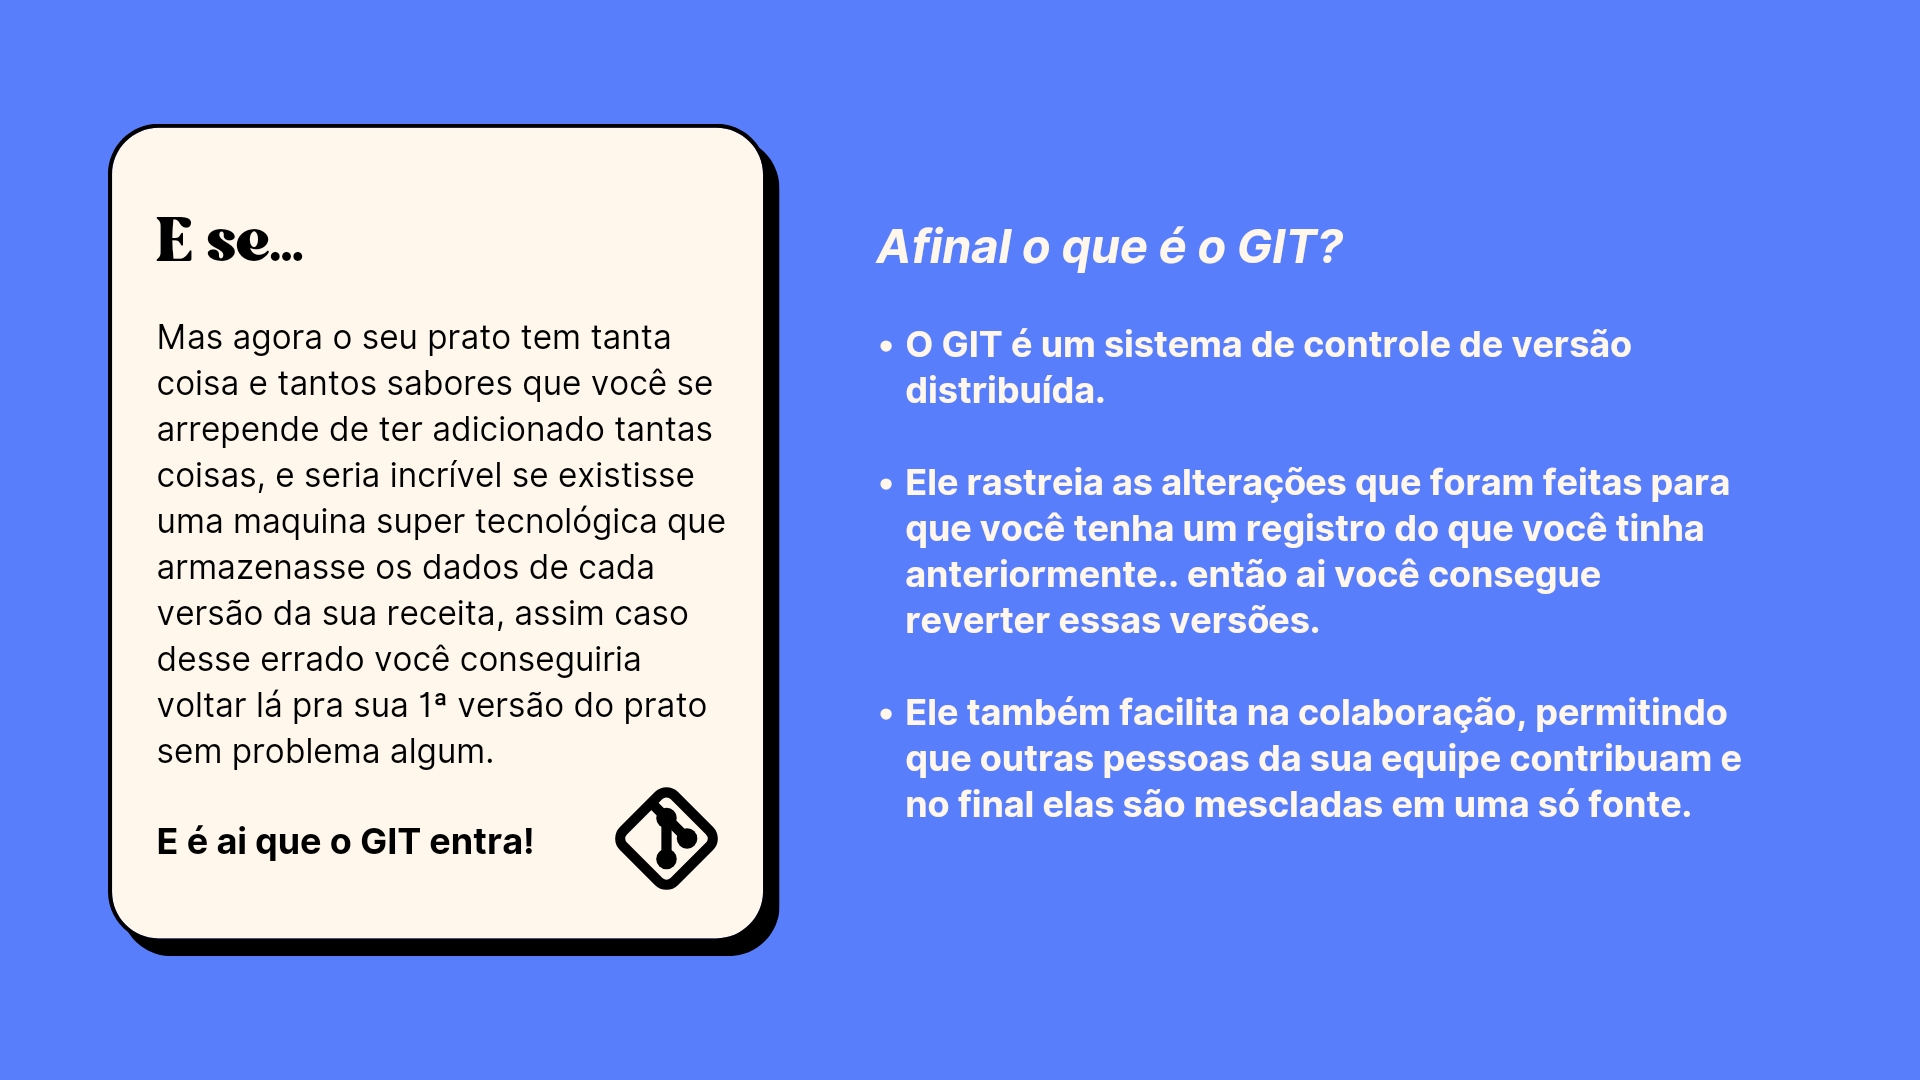 E se...
Mas agora o seu prato tem tanta
coisa e tantos sabores que você se
arrepende de ter adicionado tantas
coisas, e seria incrível se existisse
uma maquina super tecnológica que
armazenasse os dados de cada
versão da sua receita, assim caso
desse errado você conseguiria
voltar lá pra sua 1ª versão do prato
sem problema algum.
E é ai que o GIT entra!
Afinal o que é o GIT?
• O GIT é um sistema de controle de versão
distribuída.
• Ele rastreia as alterações que foram feitas para
que você tenha um registro do que você tinha
anteriormente.. então ai você consegue
reverter essas versões.
• Ele também facilita na colaboração, permitindo
que outras pessoas da sua equipe contribuam e
no final elas são mescladas em uma só fonte.